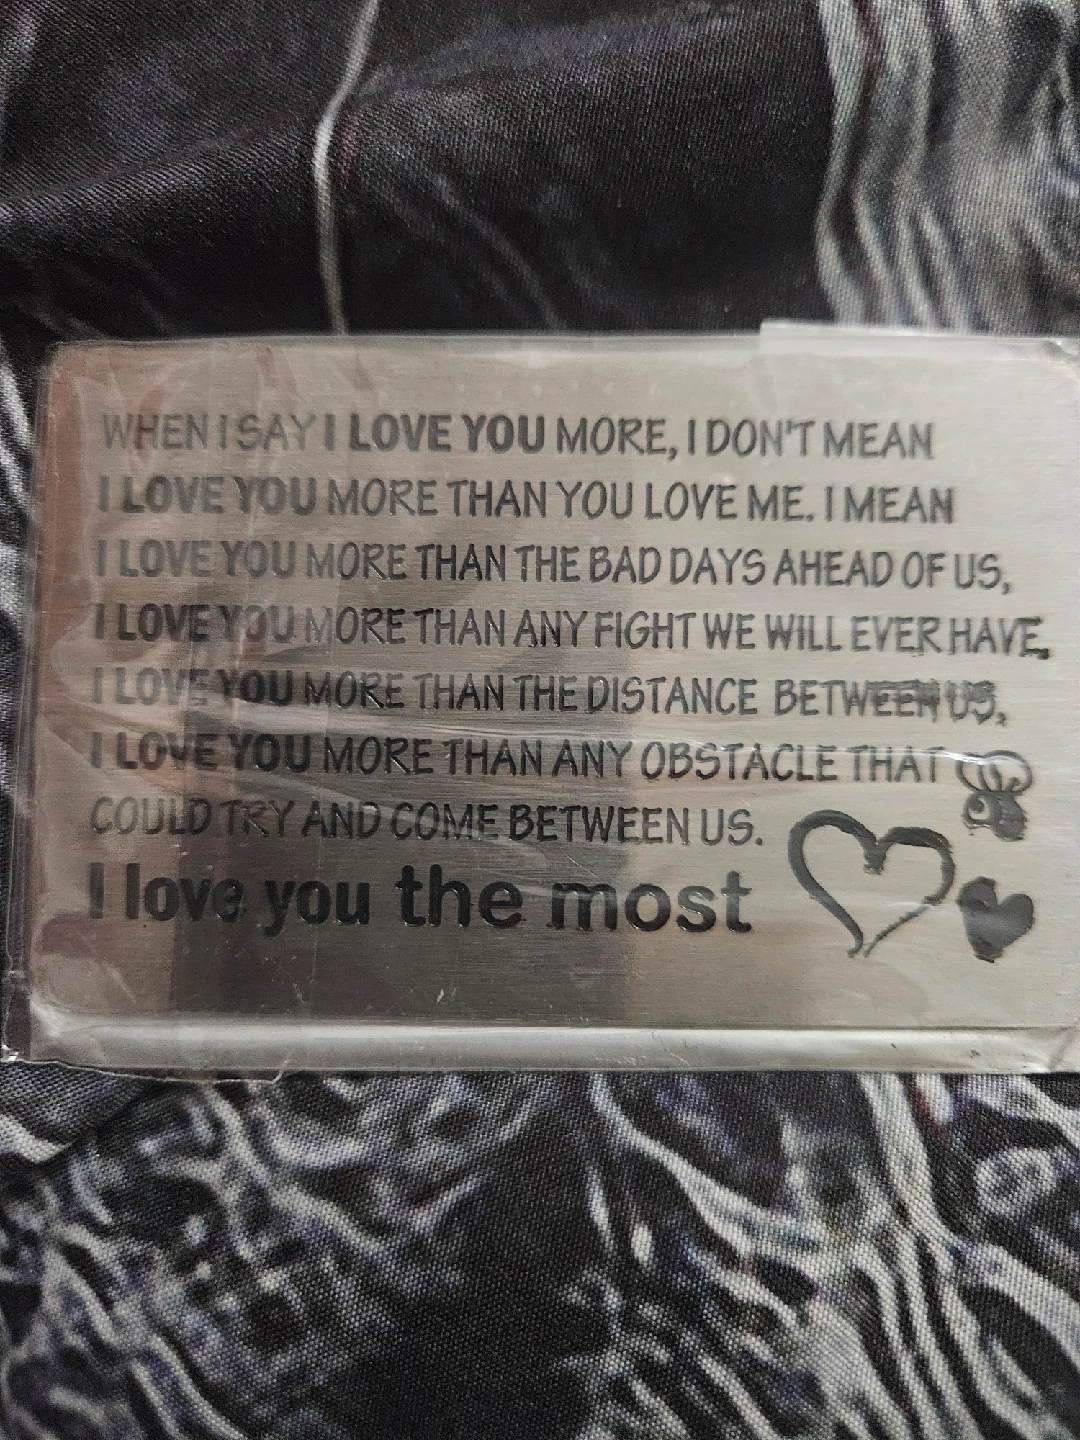 WHEN I SAY I LOVE YOU MORE, I DON'T MEAN
I LOVE YOU MORE THAN YOU LOVE ME. I MEAN
I LOVE YOU MORE THAN THE BAD DAYS AHEAD OF US,
I LOVE YOU MORE THAN ANY FIGHT WE WILL EVER HAVE.
I LOVE YOU MORE THAN THE DISTANCE BETWEEN US,
I LOVE YOU MORE THAN ANY OBSTACLE THAT
COULD TRY AND COME BETWEEN US.
I love you the most